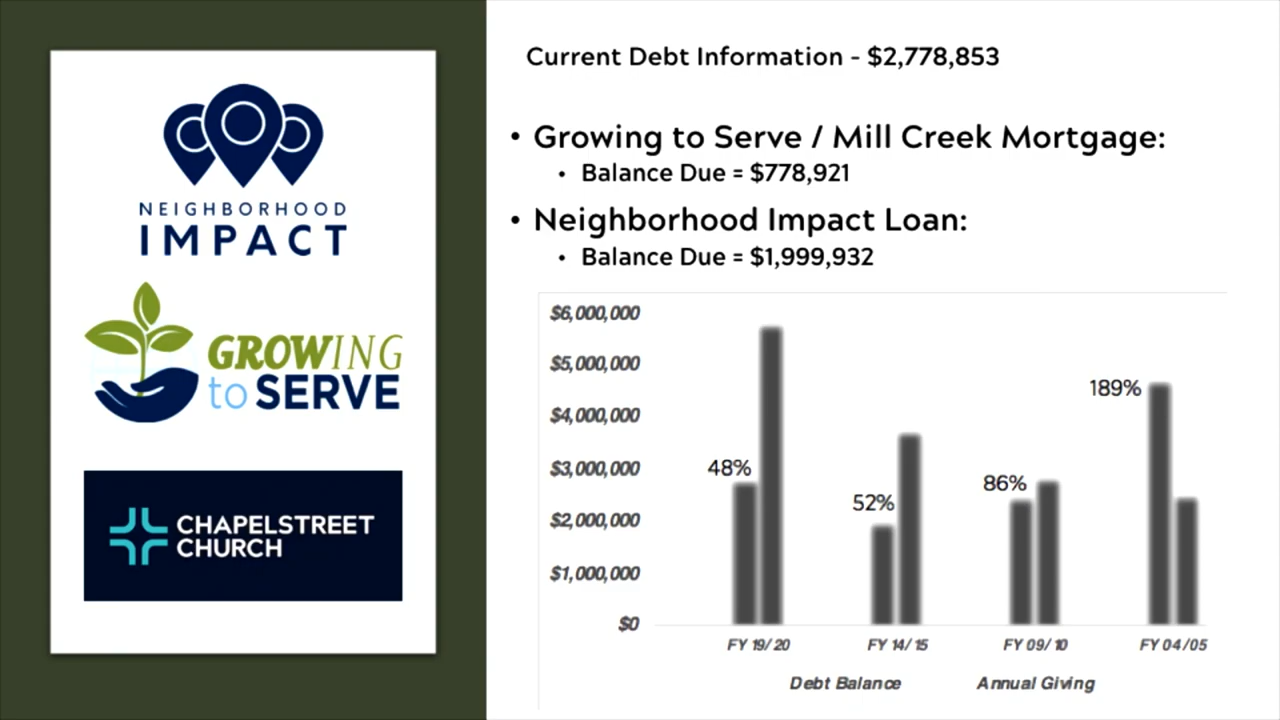 NEIGHBORHOOD
IMPACT
GROWING
to SERVE
CHAPELSTREET
CHURCH
Current Debt Information - $2,778,853
• Growing to Serve / Mill Creek Mortgage:
• Balance Due = $778,921
• Neighborhood Impact Loan:
• Balance Due = $1,999,932
$6,000,000
$5,000,000
$4,000,000
$3,000,000
$2,000,000
$1,000,000
$0
48%
52%
86%
189%
FY 19/20 FY 14/15 FY 09/10 FY 04/05
Debt Balance Annual Giving